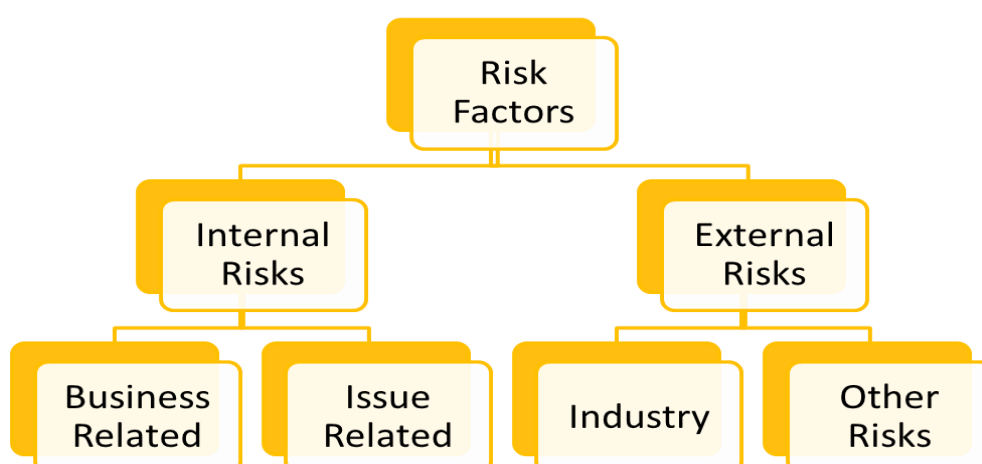 Risk
Factors
Internal
Risks
External
Risks
Business
Related
Issue
Related
Industry
Other
Risks